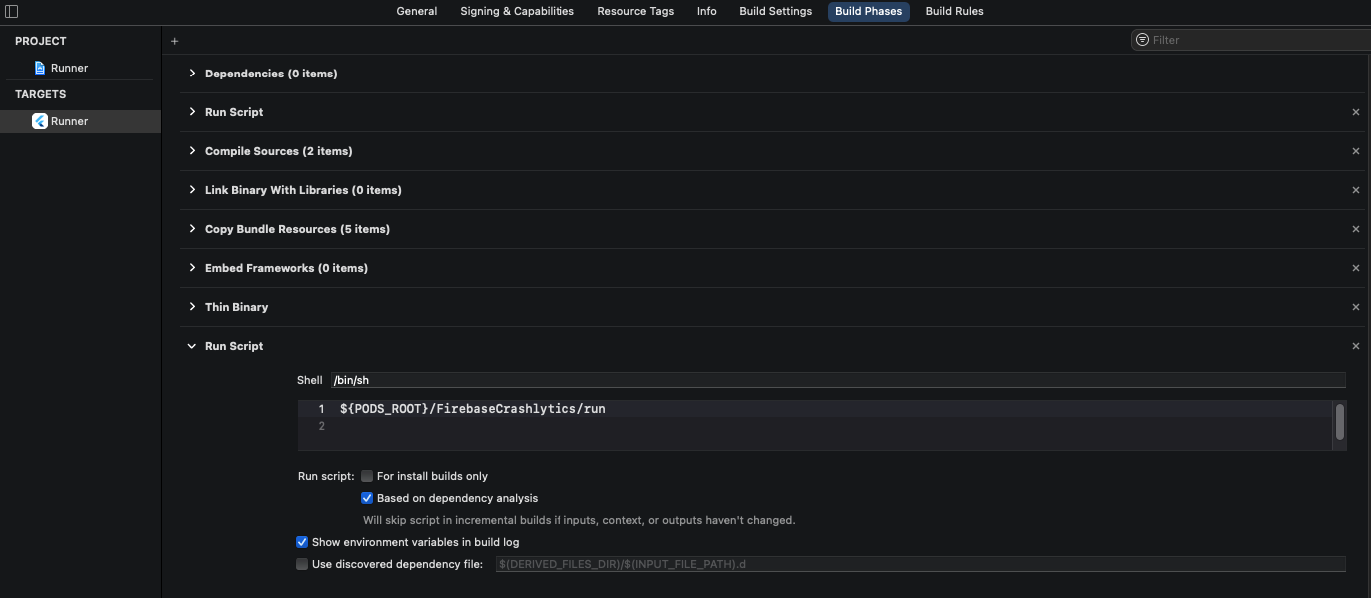 General Signing & Capabilities Resource Tags Info Build Settings Build Phases Build Rules
PROJECT
Runner
TARGETS
Runner
+ Filter
Dependencies (0 items)
Run Script
Compile Sources (2 items)
Link Binary With Libraries (0 items)
Copy Bundle Resources (5 items)
Embed Frameworks (0 items)
Thin Binary
Run Script
Shell /bin/sh
1 ${PODS_ROOT}/FirebaseCrashlytics/run
2
Run script: For install builds only
Based on dependency analysis
Will skip script in incremental builds if inputs, context, or outputs haven't changed.
Show environment variables in build log
Use discovered dependency file: $(DERIVED_FILES_DIR)/$(INPUT_FILE_PATH).d